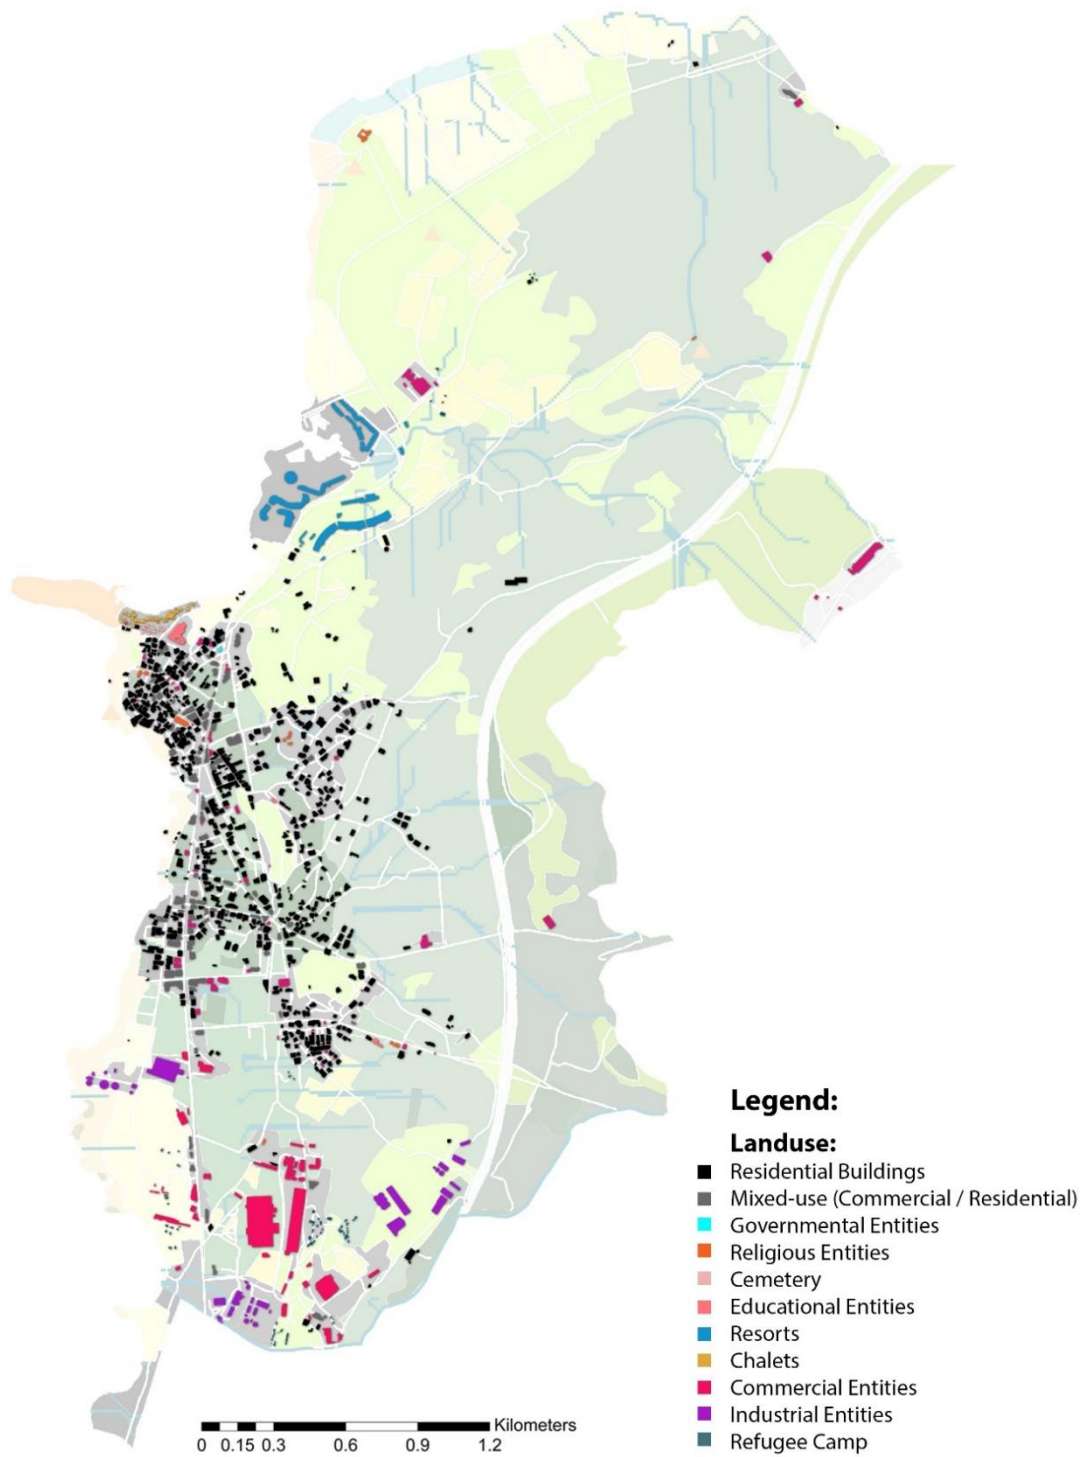 Legend:
Landuse:
Residential Buildings
Mixed-use (Commercial / Residential)
Governmental Entities
Religious Entities
Cemetery
Educational Entities
Resorts
Chalets
Commercial Entities
Industrial Entities
Refugee Camp
Kilometers
0 0.15 0.3 0.6 0.9 1.2